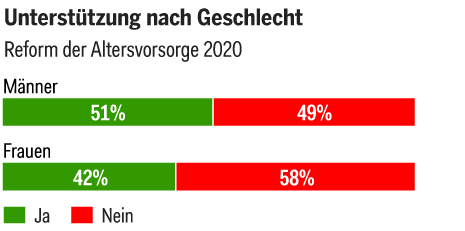 Unterstützung nach Geschlecht
Reform der Altersvorsorge 2020
Männer
51% 49%
Frauen
42% 58%
Ja Nein